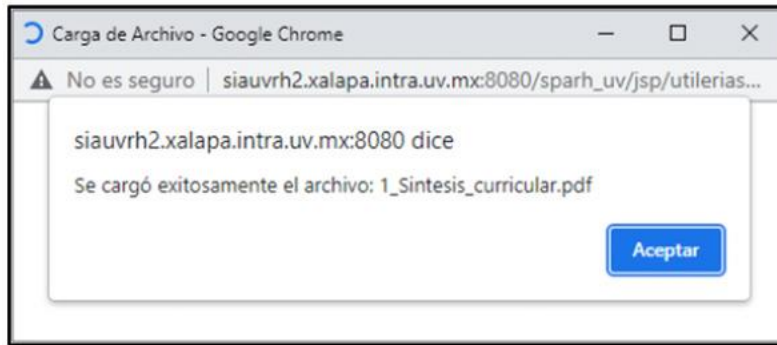 Carga de Archivo - Google Chrome
No es seguro | siauvrh2.xalapa.intra.uv.mx:8080/sparh_uv/jsp/utilerias...
siauvrh2.xalapa.intra.uv.mx:8080 dice
Se cargó exitosamente el archivo: 1_Sintesis_curricular.pdf
Aceptar